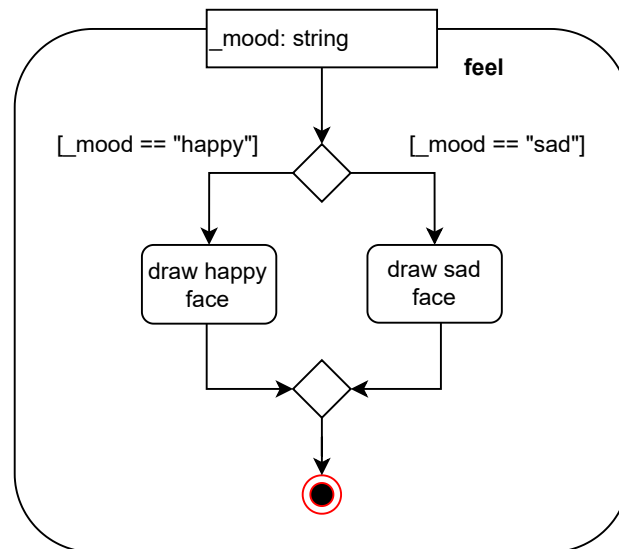 _mood: string
feel
[_mood == "happy"]
[_mood == "sad"]
draw happy
face
draw sad
face